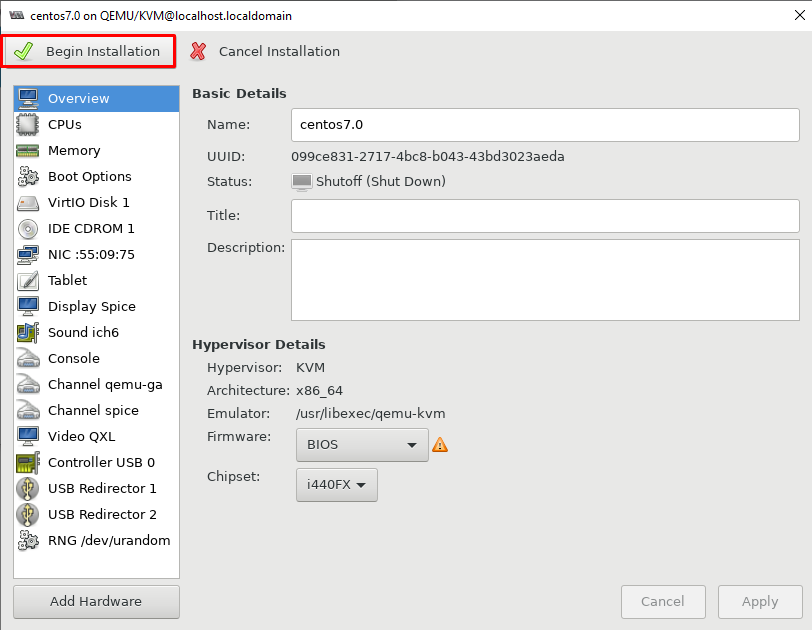 centos7.0 on QEMU/KVM@localhost.localdomain
Begin Installation
Cancel Installation
Overview
CPUs
Memory
Boot Options
VirtIO Disk 1
IDE CDROM 1
NIC :55:09:75
Tablet
Display Spice
Sound ich6
Console
Channel qemu-ga
Channel spice
Video QXL
Controller USB 0
USB Redirector 1
USB Redirector 2
RNG /dev/urandom
Add Hardware
Basic Details
Name: centos7.0
UUID: 099ce831-2717-4bc8-b043-43bd3023aeda
Status: Shutoff (Shut Down)
Title:
Description:
Hypervisor Details
Hypervisor: KVM
Architecture: x86_64
Emulator: /usr/libexec/qemu-kvm
Firmware: BIOS
Chipset: i440FX
Cancel
Apply